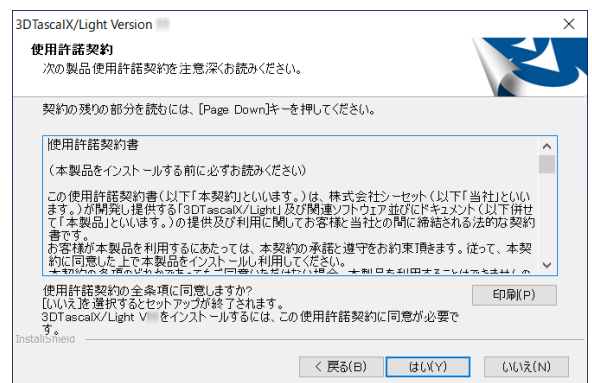 3DTascalX/Light Version
使用許諾契約
次の製品使用許諾契約を注意深くお読みください。
契約の残りの部分を読むには、[Page Down]キーを押してください。
使用許諾契約書
(本製品をインストールする前に必ずお読みください)
この使用許諾契約書(以下「本契約」といいます。)は、株式会社シーセット(以下「当社」といい
ます。)が開発し提供する「3DTascalX/Light」及び関連ソフトウェア並びにドキュメント(以下併せ
て「本製品」といいます。)の提供及び利用に関してお客様と当社との間に締結される法的な契約
書です。
お客様が本製品を利用するにあたっては、本契約の承諾と遵守をお約束頂きます。従って、本契
約に同意した上で本製品インストールし利用してください。
本契約の各項のどれか
使用許諾契約の全条項に同意しますか?
[いいえ]を選択するとセットアップが終了されます。
3DTascalX/Light V をインストールするには、この使用許諾契約に同意が必要で
す。
印刷(P)
InstallShield
< 戻る(B)
はい(Y)
いいえ(N)